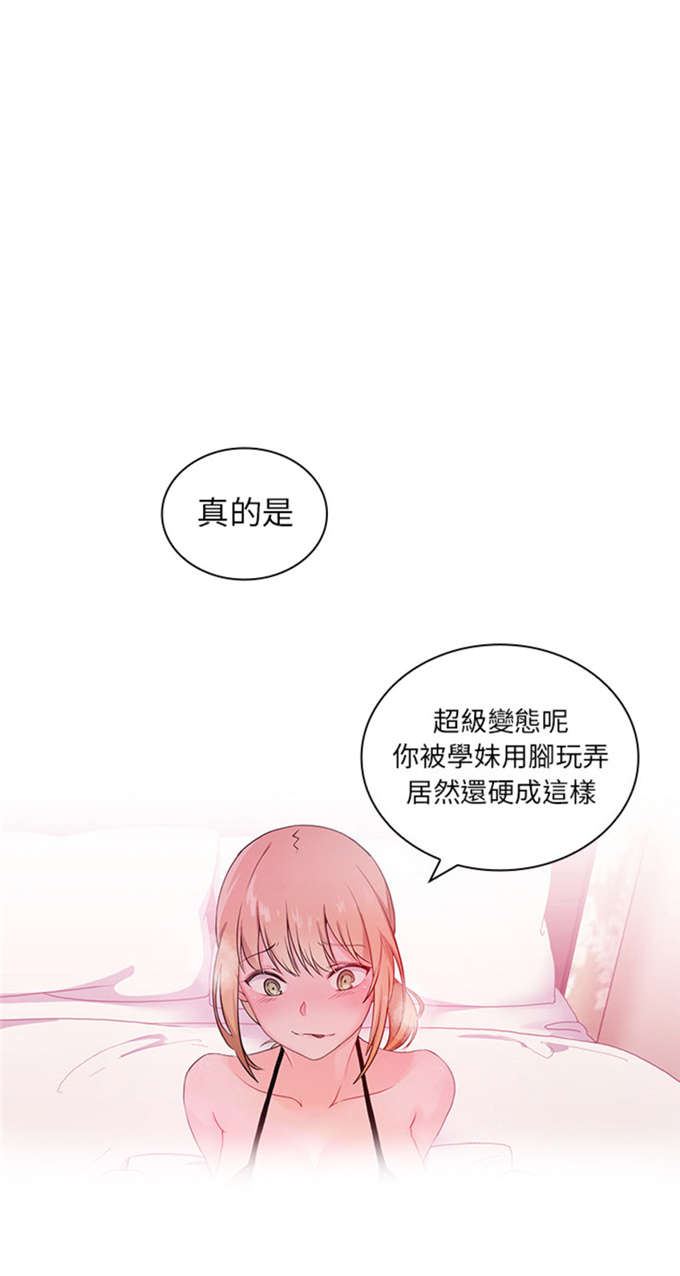 真的是
超級變態呢
你被學妹用腳玩弄
居然還硬成這樣